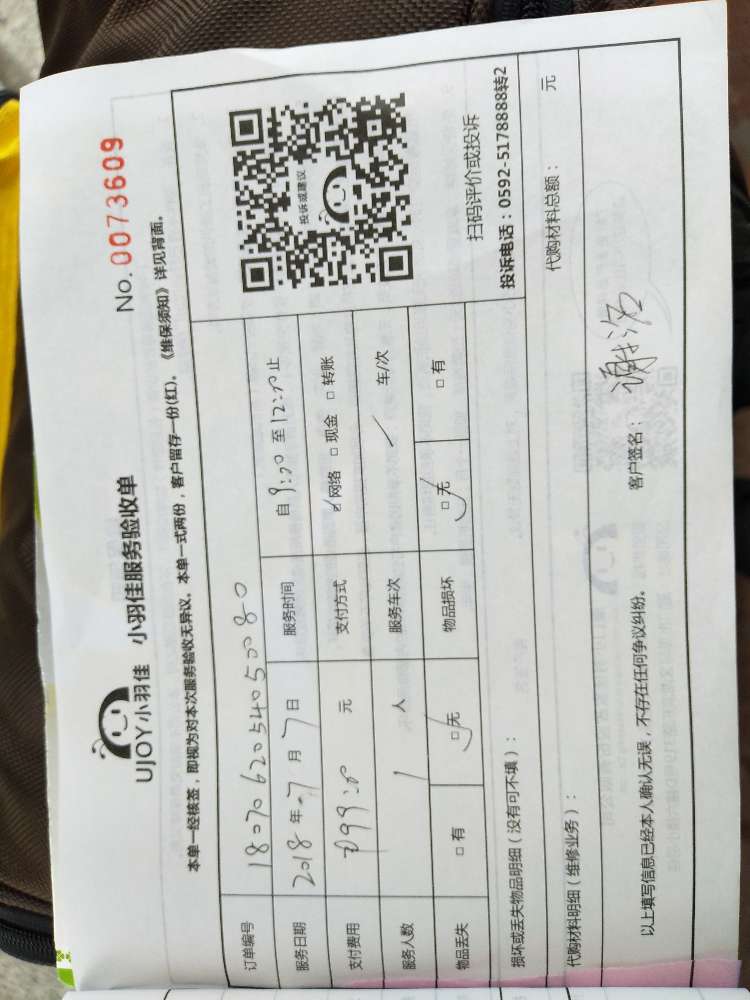 UJOY小羽佳 小羽佳服务验收单
No. 0073609
本单一经核签，即视为对本次服务验收无异议。本单一式两份，客户留存一份(红)。《维保须知》详见背面。
订单编号 1807062054050080
服务日期 2018年7月7日 服务时间 自9:00至12:00止
支付费用 元 支付方式 ☑网络 □现金 □转账
服务人数 1人 服务车次 / 车/次
物品丢失 □有 ☑无 物品损坏 ☑无 □有
投诉或建议
扫码评价或投诉
投诉电话：0592-5178888转2
损坏或丢失物品明细（没有可不填）：
代购材料明细（维修业务）： 代购材料总额： 元
以上填写信息已经本人确认无误，不存在任何争议纠纷。 客户签名：